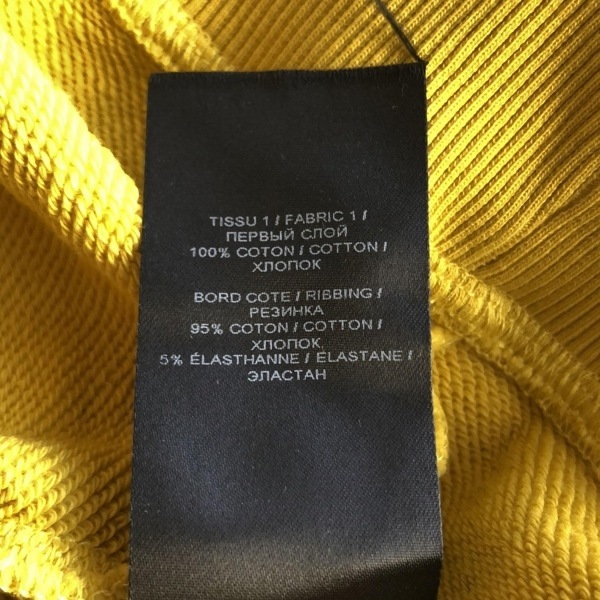 TISSU 1 / FABRIC 1 /
ПЕРВЫЙ СЛОЙ
100% COTON / COTTON /
ХЛОПОК
BORD COTE / RIBBING /
РЕЗИНКА
95% COTON / COTTON /
ХЛОПОК,
5% ÉLASTHANNE / ÉLASTANE /
ЭЛАСТАН